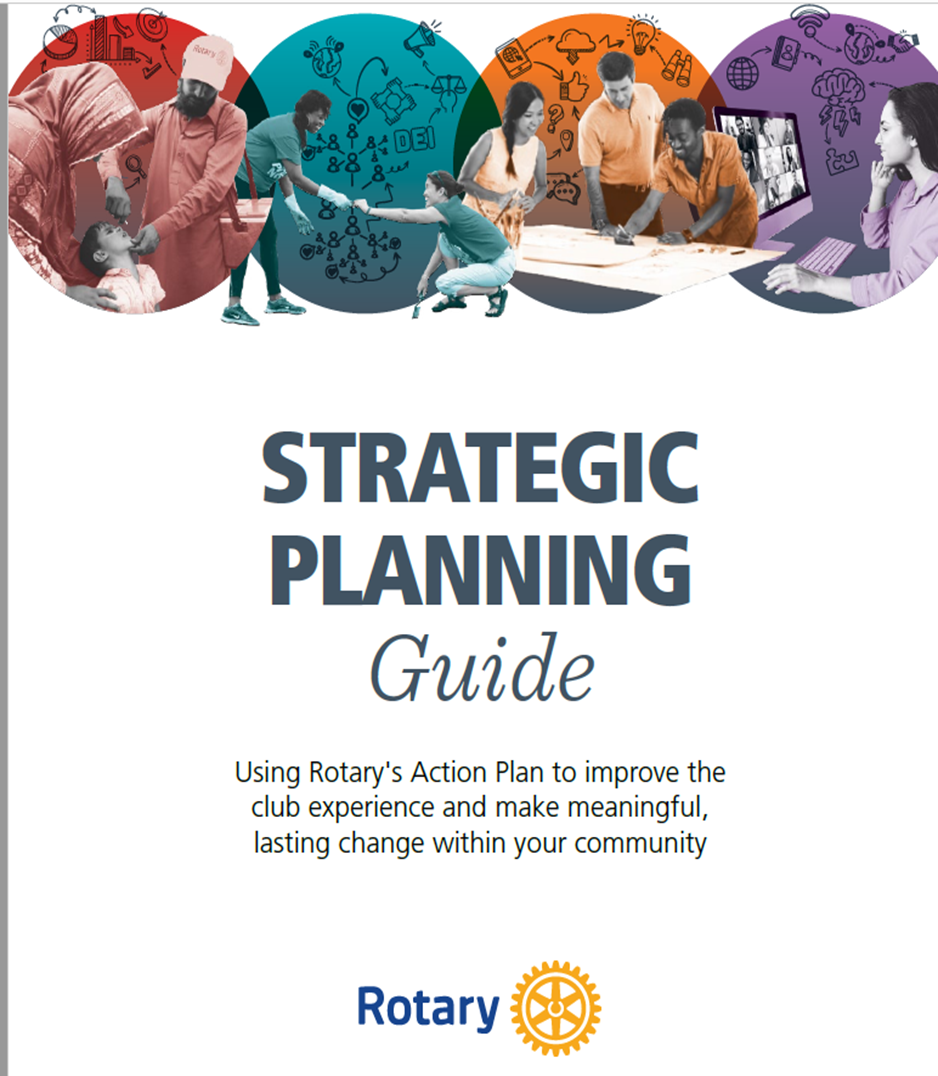 Rotary
DEI
STRATEGIC
PLANNING
Guide
Using Rotary's Action Plan to improve the
club experience and make meaningful,
lasting change within your community
Rotary